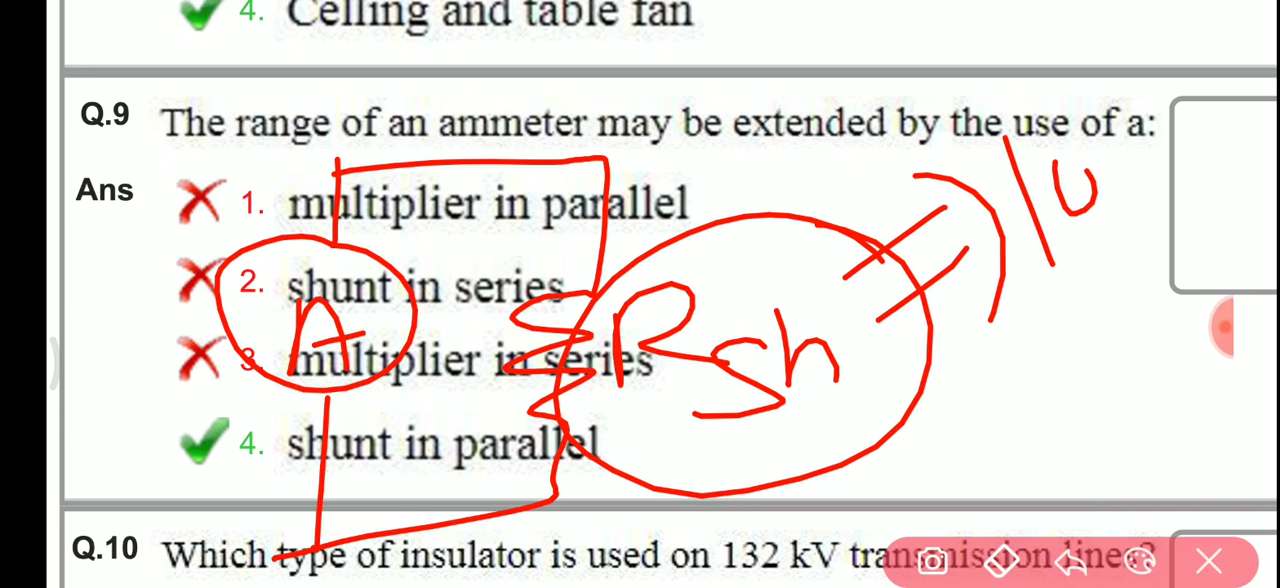 4. Celling and table fan
Q.9 The range of an ammeter may be extended by the use of a:
Ans 1. multiplier in parallel
2. shunt in series
3. multiplier in series
4. shunt in parallel
A
Rsh
Q.10 Which type of insulator is used on 132 kV transmission lines?